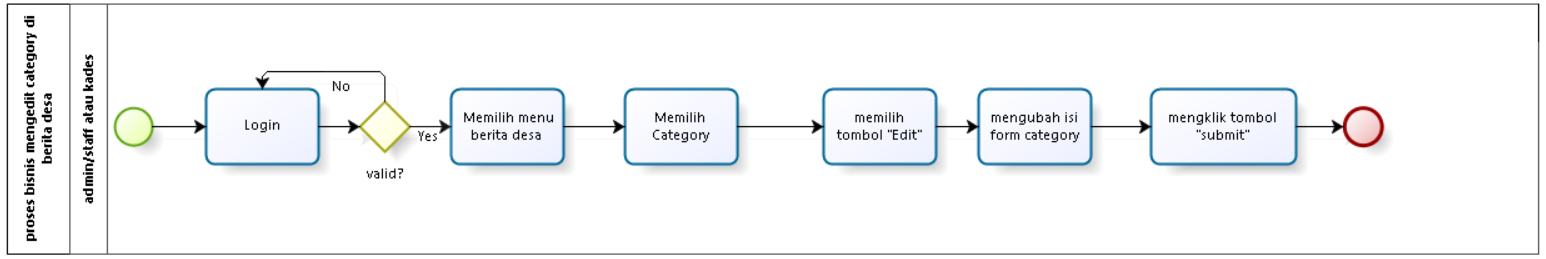 proses bisnis mengedit category di
berita desa
admin/staff atau kades
Login
No
valid?
Yes
Memilih menu
berita desa
Memilih
Category
memilih
tombol "Edit"
mengubah isi
form category
mengklik tombol
"submit"